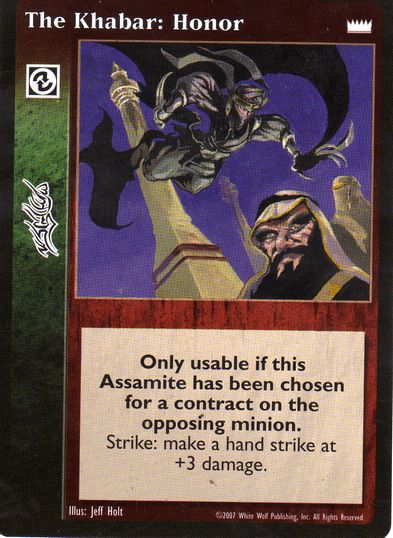 The Khabar: Honor
Only usable if this
Assamite has been chosen
for a contract on the
opposing minion.
Strike: make a hand strike at
+3 damage.
Illus: Jeff Holt
©2007 White Wolf Publishing, Inc. All Rights Reserved